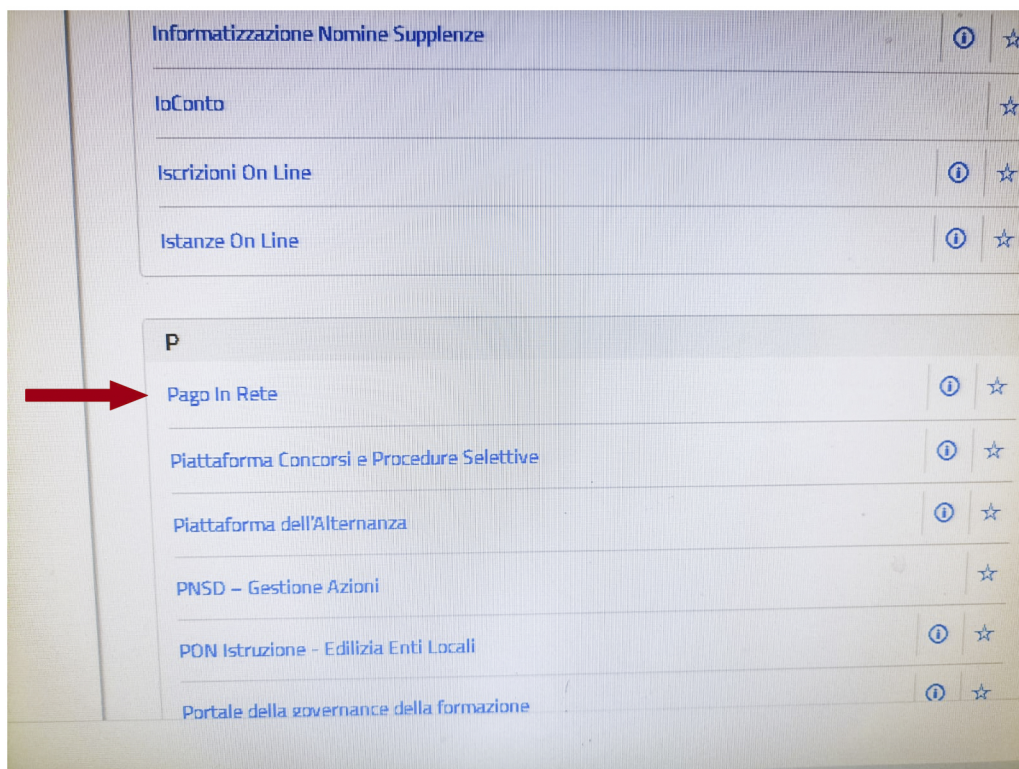 Informatizzazione Nomine Supplenze
IoConto
Iscrizioni On Line
Istanze On Line
P
Pago In Rete
Piattaforma Concorsi e Procedure Selettive
Piattaforma dell'Alternanza
PNSD – Gestione Azioni
PON Istruzione - Edilizia Enti Locali
Portale della governance della formazione